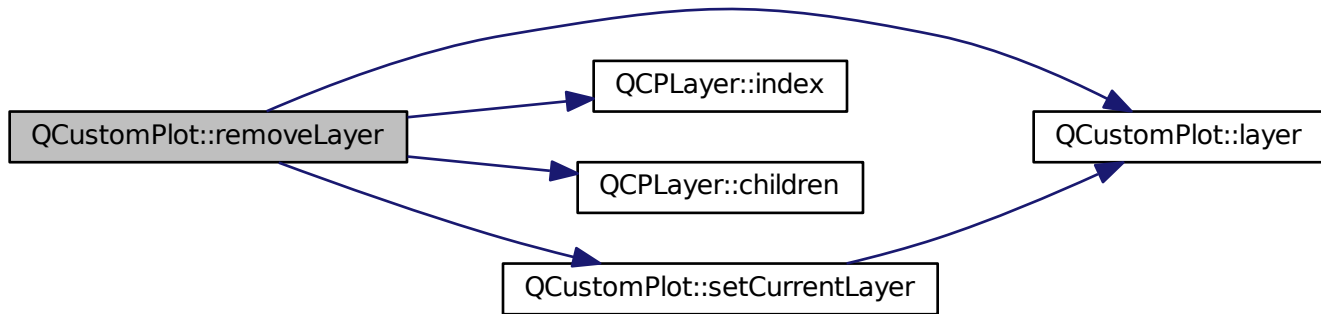 QCustomPlot::removeLayer
QCPLayer::index
QCPLayer::children
QCustomPlot::setCurrentLayer
QCustomPlot::layer